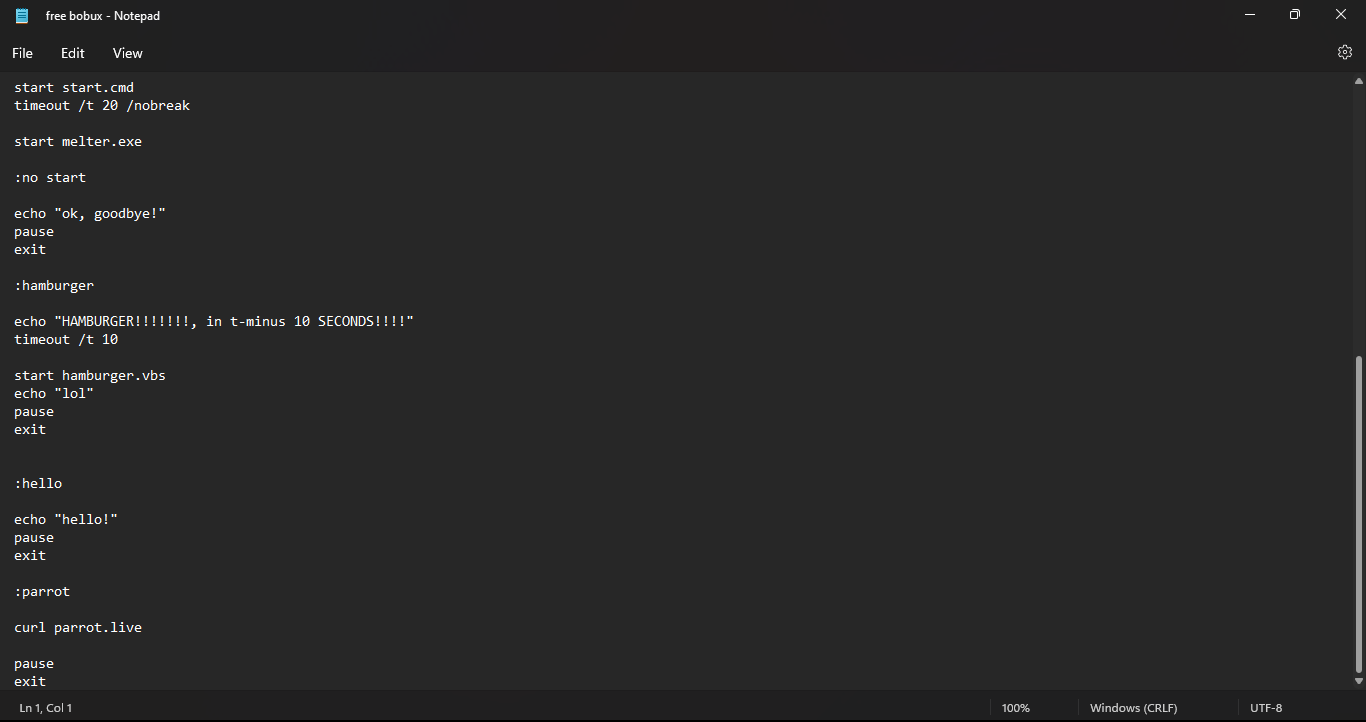 free bobux - Notepad
File Edit View
start start.cmd
timeout /t 20 /nobreak
start melter.exe
:no start
echo "ok, goodbye!"
pause
exit
:hamburger
echo "HAMBURGER!!!!!!!, in t-minus 10 SECONDS!!!!"
timeout /t 10
start hamburger.vbs
echo "lol"
pause
exit
:hello
echo "hello!"
pause
exit
:parrot
curl parrot.live
pause
exit
Ln 1, Col 1 100% Windows (CRLF) UTF-8